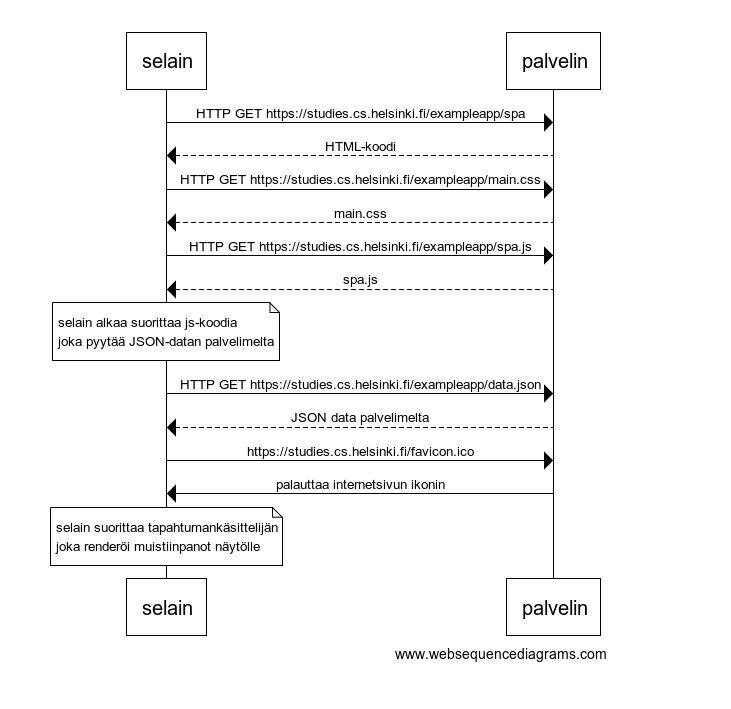 selain
palvelin
HTTP GET https://studies.cs.helsinki.fi/exampleapp/spa
HTML-koodi
HTTP GET https://studies.cs.helsinki.fi/exampleapp/main.css
main.css
HTTP GET https://studies.cs.helsinki.fi/exampleapp/spa.js
spa.js
selain alkaa suorittaa js-koodia
joka pyytää JSON-datan palvelimelta
HTTP GET https://studies.cs.helsinki.fi/exampleapp/data.json
JSON data palvelimelta
https://studies.cs.helsinki.fi/favicon.ico
palauttaa internetsivun ikonin
selain suorittaa tapahtumankäsittelijän
joka renderöi muistiinpanot näytölle
selain
palvelin
www.websequencediagrams.com